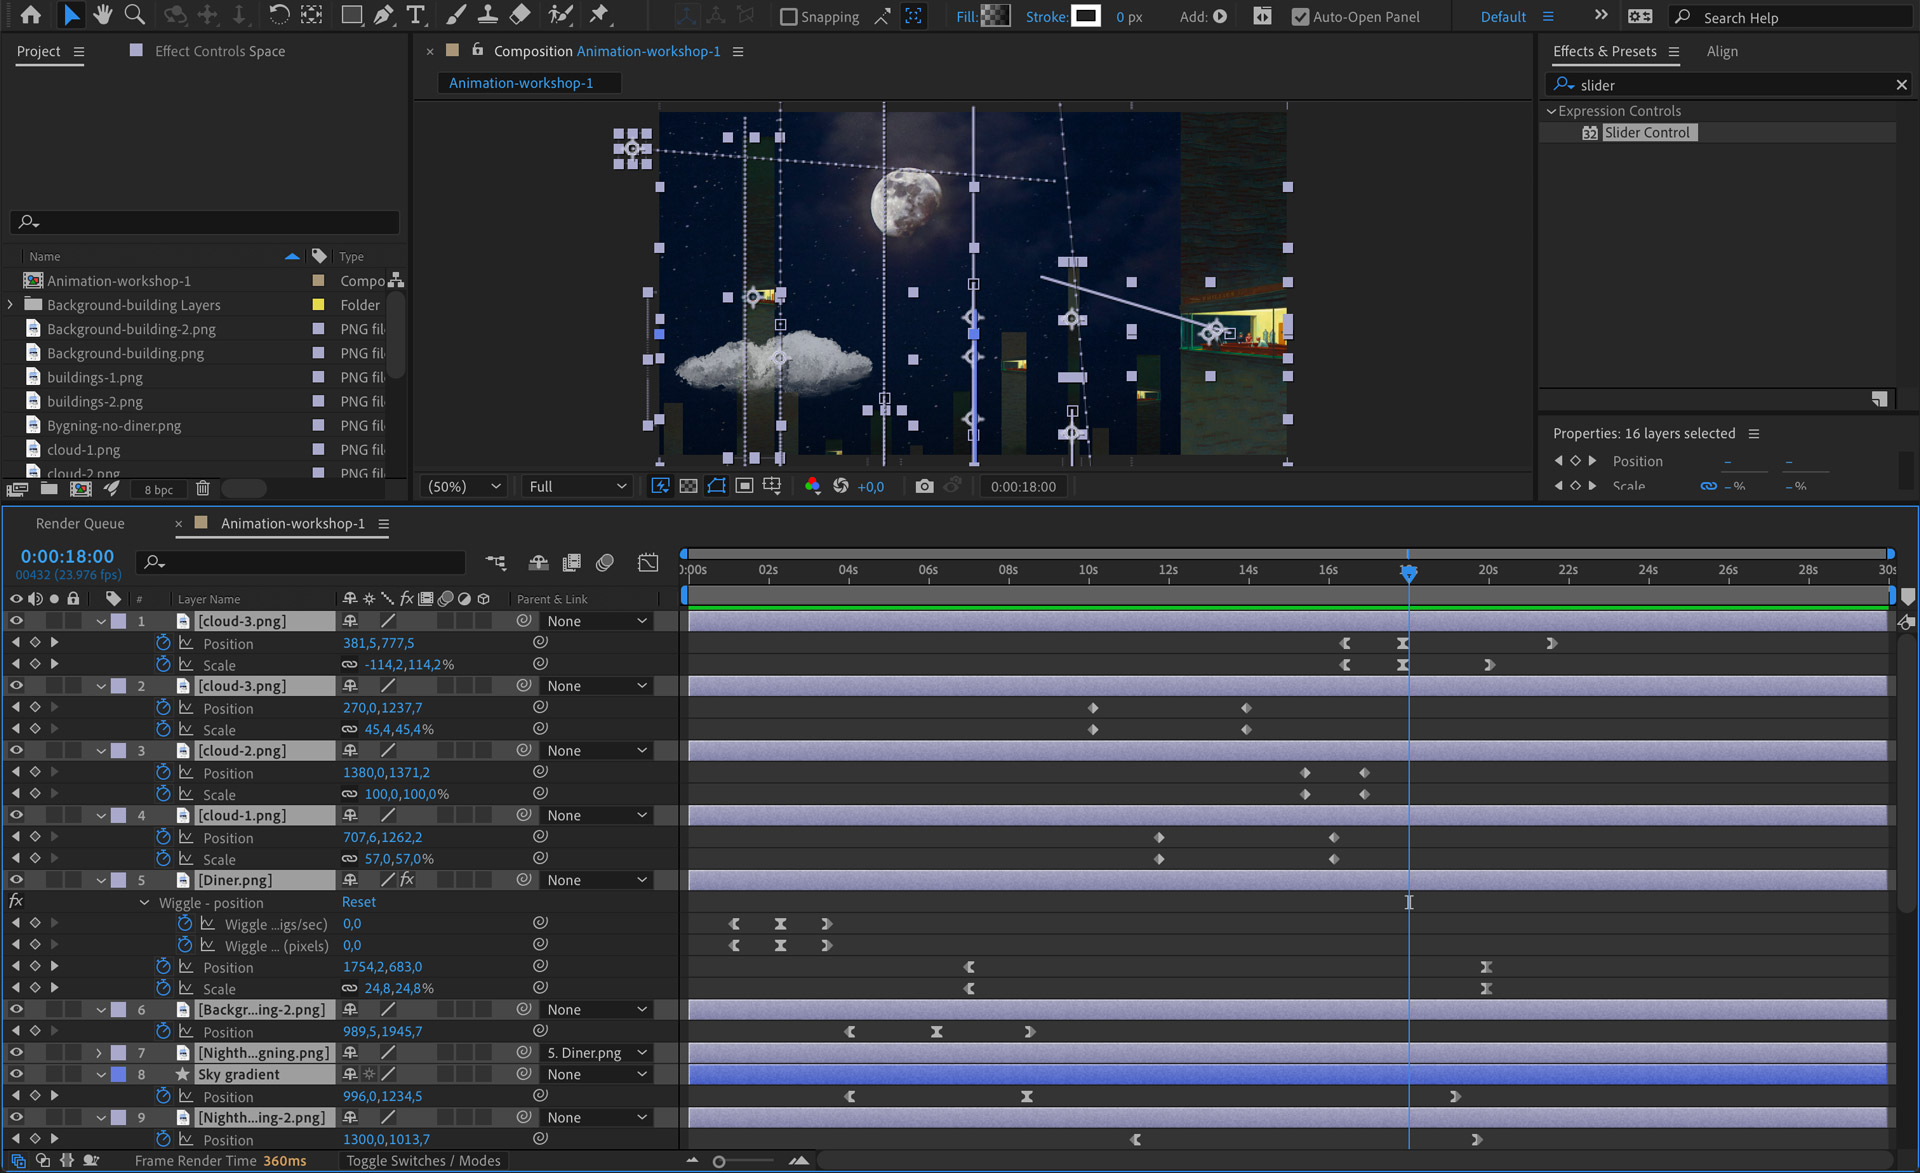 Snapping
Fill:
Stroke:
0 px
Add:
Auto-Open Panel
Default
Search Help
Project
Effect Controls Space
Composition Animation-workshop-1
Effects & Presets
Align
Animation-workshop-1
slider
Expression Controls
32
Slider Control
Name
Type
Animation-workshop-1
Compo
Background-building Layers
Folder
Background-building-2.png
PNG fil
Background-building.png
PNG fil
buildings-1.png
PNG fil
buildings-2.png
PNG fil
Bygning-no-diner.png
PNG fil
cloud-1.png
PNG fil
cloud-2.png
PNG fil
8 bpc
(50%)
Full
+0,0
0:00:18:00
Properties: 16 layers selected
Position
Scale
–%
–%
Render Queue
Animation-workshop-1
0:00:18:00
00432 (23.976 fps)
0:00s 02s 04s 06s 08s 10s 12s 14s 16s 20s 22s 24s 26s 28s 30s
# Layer Name
fx
Parent & Link
1 [cloud-3.png] None
Position 381,5,777,5
Scale -114,2,114,2%
2 [cloud-3.png] None
Position 270,0,1237,7
Scale 45,4,45,4%
3 [cloud-2.png] None
Position 1380,0,1371,2
Scale 100,0,100,0%
4 [cloud-1.png] None
Position 707,6,1262,2
Scale 57,0,57,0%
5 [Diner.png] fx None
fx Wiggle - position Reset
Wiggle ...igs/sec) 0,0
Wiggle ... (pixels) 0,0
Position 1754,2,683,0
Scale 24,8,24,8%
6 [Backgr...ing-2.png] None
Position 989,5,1945,7
7 [Nighth...gning.png] 5. Diner.png
8 Sky gradient None
Position 996,0,1234,5
9 [Nighth...ing-2.png] None
Position 1300,0,1013,7
Frame Render Time 360ms
Toggle Switches / Modes